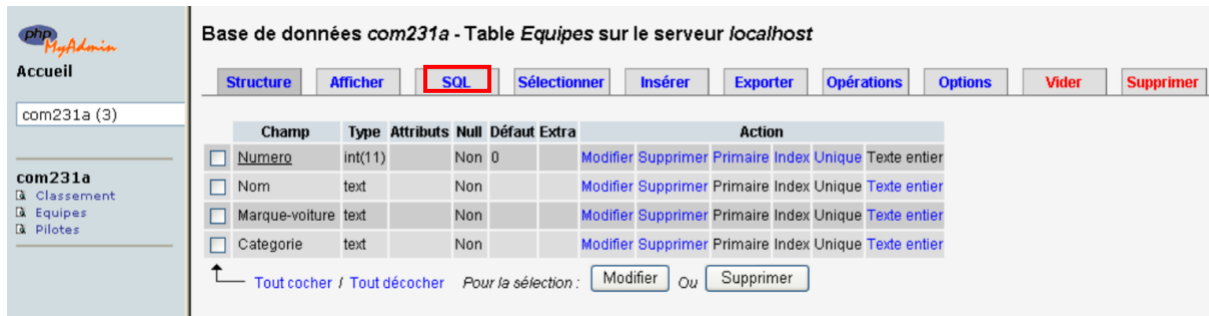 php
MyAdmin
Accueil
com231a (3)
com231a
Classement
Equipes
Pilotes
Base de données com231a - Table Equipes sur le serveur localhost
Structure Afficher SQL Sélectionner Insérer Exporter Opérations Options Vider Supprimer
Champ Type Attributs Null Défaut Extra Action
Numero int(11) Non 0 Modifier Supprimer Primaire Index Unique Texte entier
Nom text Non Modifier Supprimer Primaire Index Unique Texte entier
Marque-voiture text Non Modifier Supprimer Primaire Index Unique Texte entier
Categorie text Non Modifier Supprimer Primaire Index Unique Texte entier
Tout cocher / Tout décocher Pour la sélection : Modifier Ou Supprimer